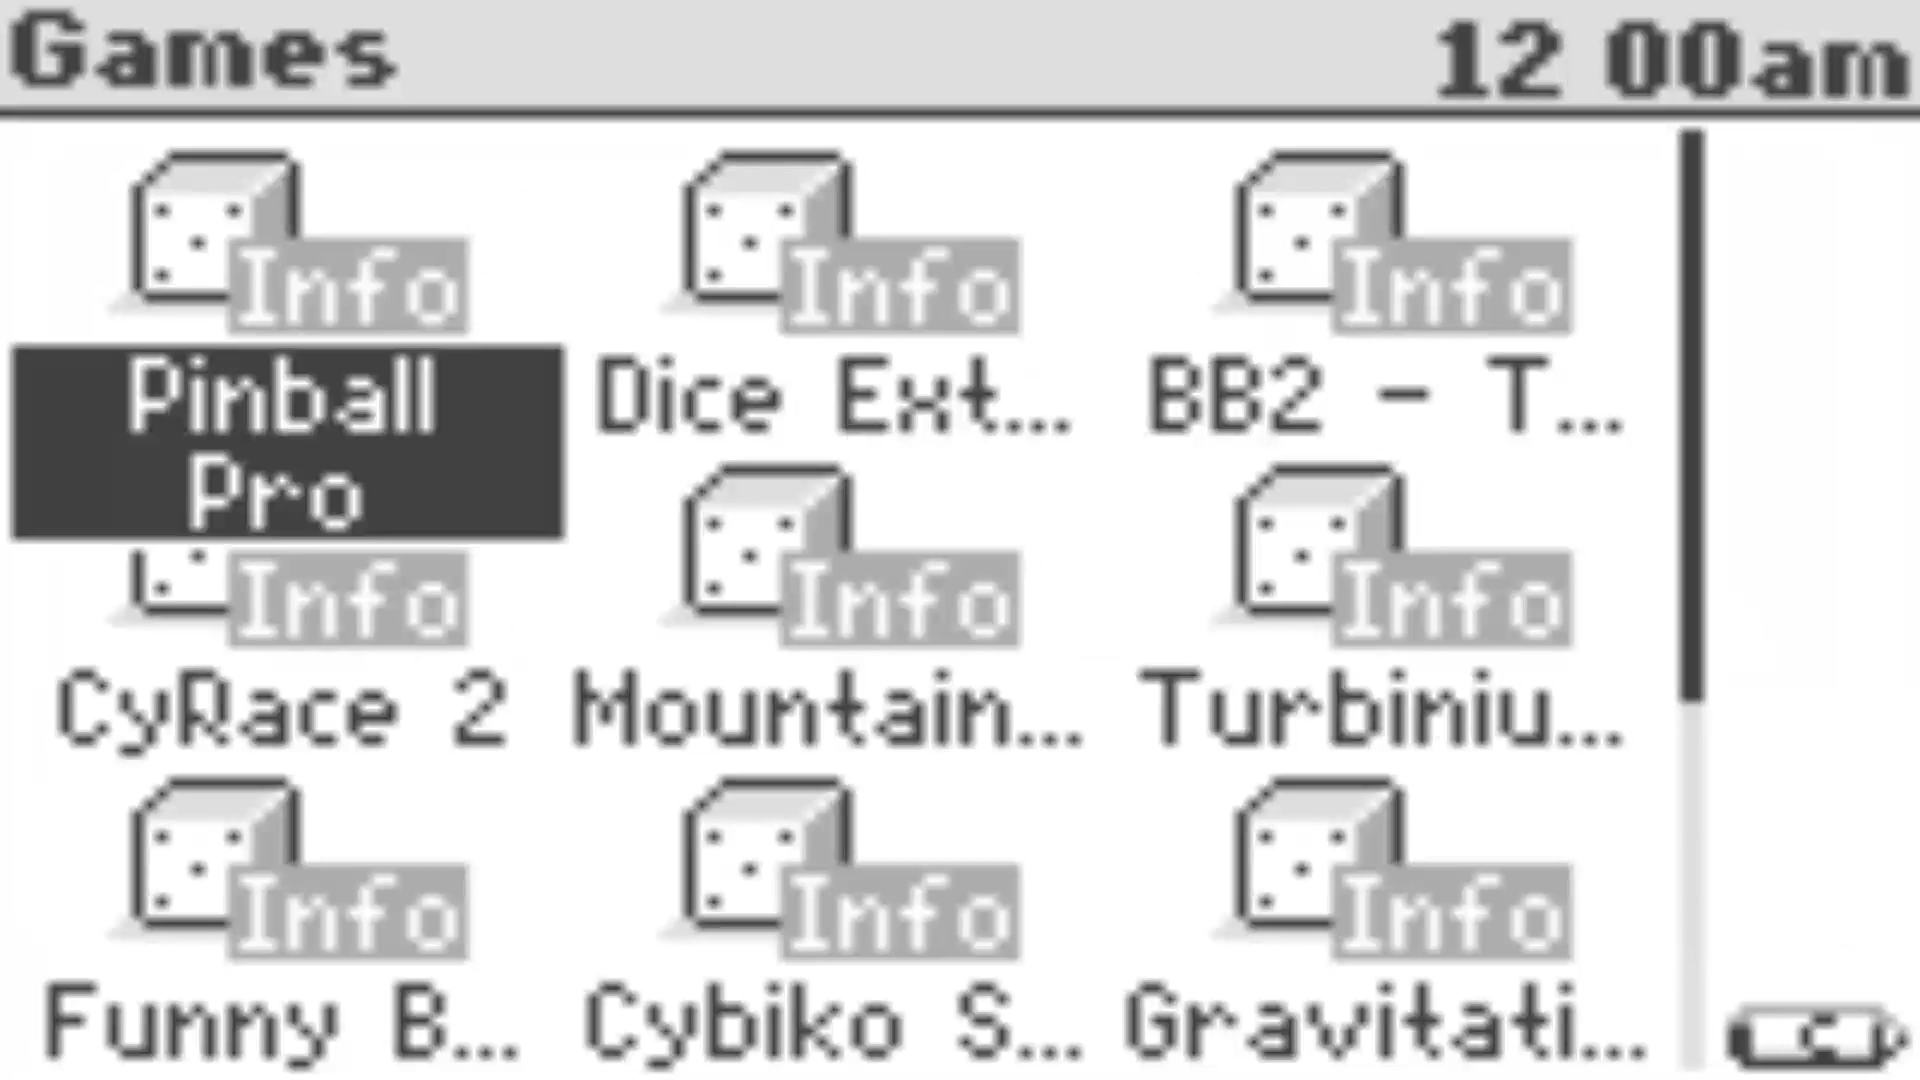 Games
12 00am
Info
Info
Info
Pinball
Pro
Dice Ext...
BB2 - T...
Info
Info
Info
CyRace 2
Mountain...
Turbiniu...
Info
Info
Info
Funny B...
Cybiko S...
Gravitati...